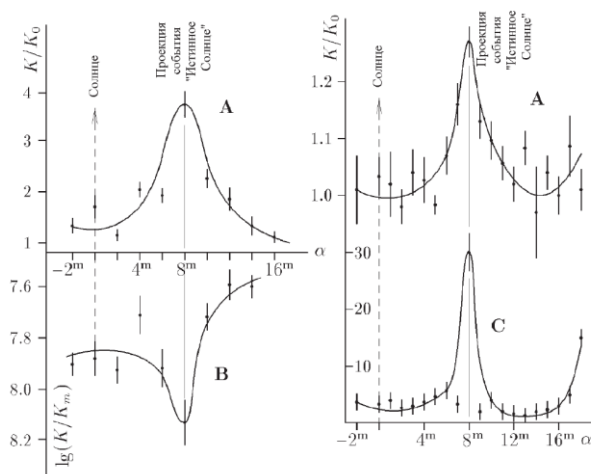 K/K₀
Солнце
Проекция
события
"Истинное
Солнце"
A
4
3
2
1
−2ᵐ
4ᵐ
8ᵐ
16ᵐ
α
7.6
7.8
8.0
8.2
lg(K/Kₘ)
B
K/K₀
Солнце
Проекция
события
"Истинное
Солнце"
A
1.2
1.1
1.0
30
20
10
C
−2ᵐ
4ᵐ
8ᵐ
12ᵐ
16ᵐ